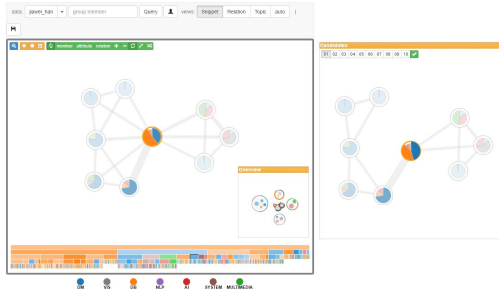 data: jiawei_han group member Query views: Snippet Relation Topic auto
member attribute relation
Candidates
01 02 03 04 05 06 07 08 09 10
Overview
DM VIS DB NLP AI SYSTEM MULTIMEDIA